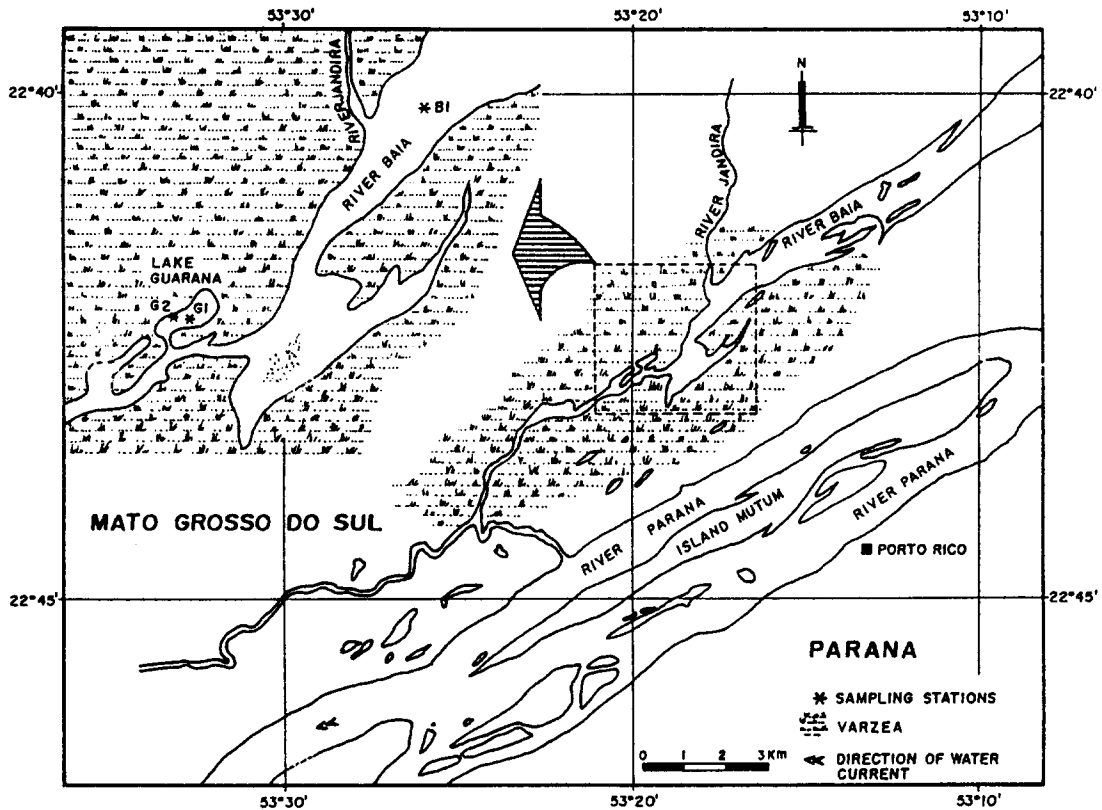 53°30'
53°20'
53°10'
22°40'
22°40'
RIVER JANDIRA
B1
RIVER BAIA
LAKE
GUARANA
G2
G1
N
RIVER JANDIRA
RIVER BAIA
MATO GROSSO DO SUL
RIVER PARANA
ISLAND MUTUM
RIVER PARANA
PORTO RICO
22°45'
22°45'
PARANA
SAMPLING STATIONS
VARZEA
DIRECTION OF WATER
CURRENT
0 1 2 3 Km
53°30'
53°20'
53°10'